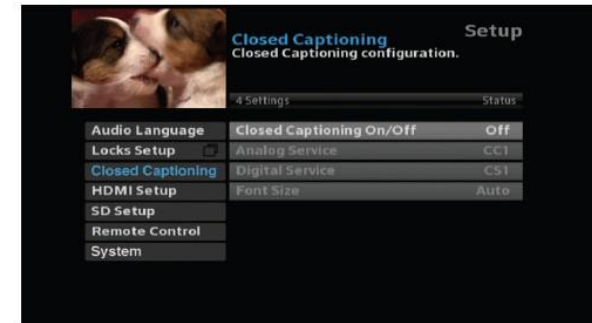 Setup
Closed Captioning
Closed Captioning configuration.
4 Settings Status
Audio Language
Locks Setup
Closed Captioning
HDMI Setup
SD Setup
Remote Control
System
Closed Captioning On/Off Off
Analog Service CC1
Digital Service CS1
Font Size Auto